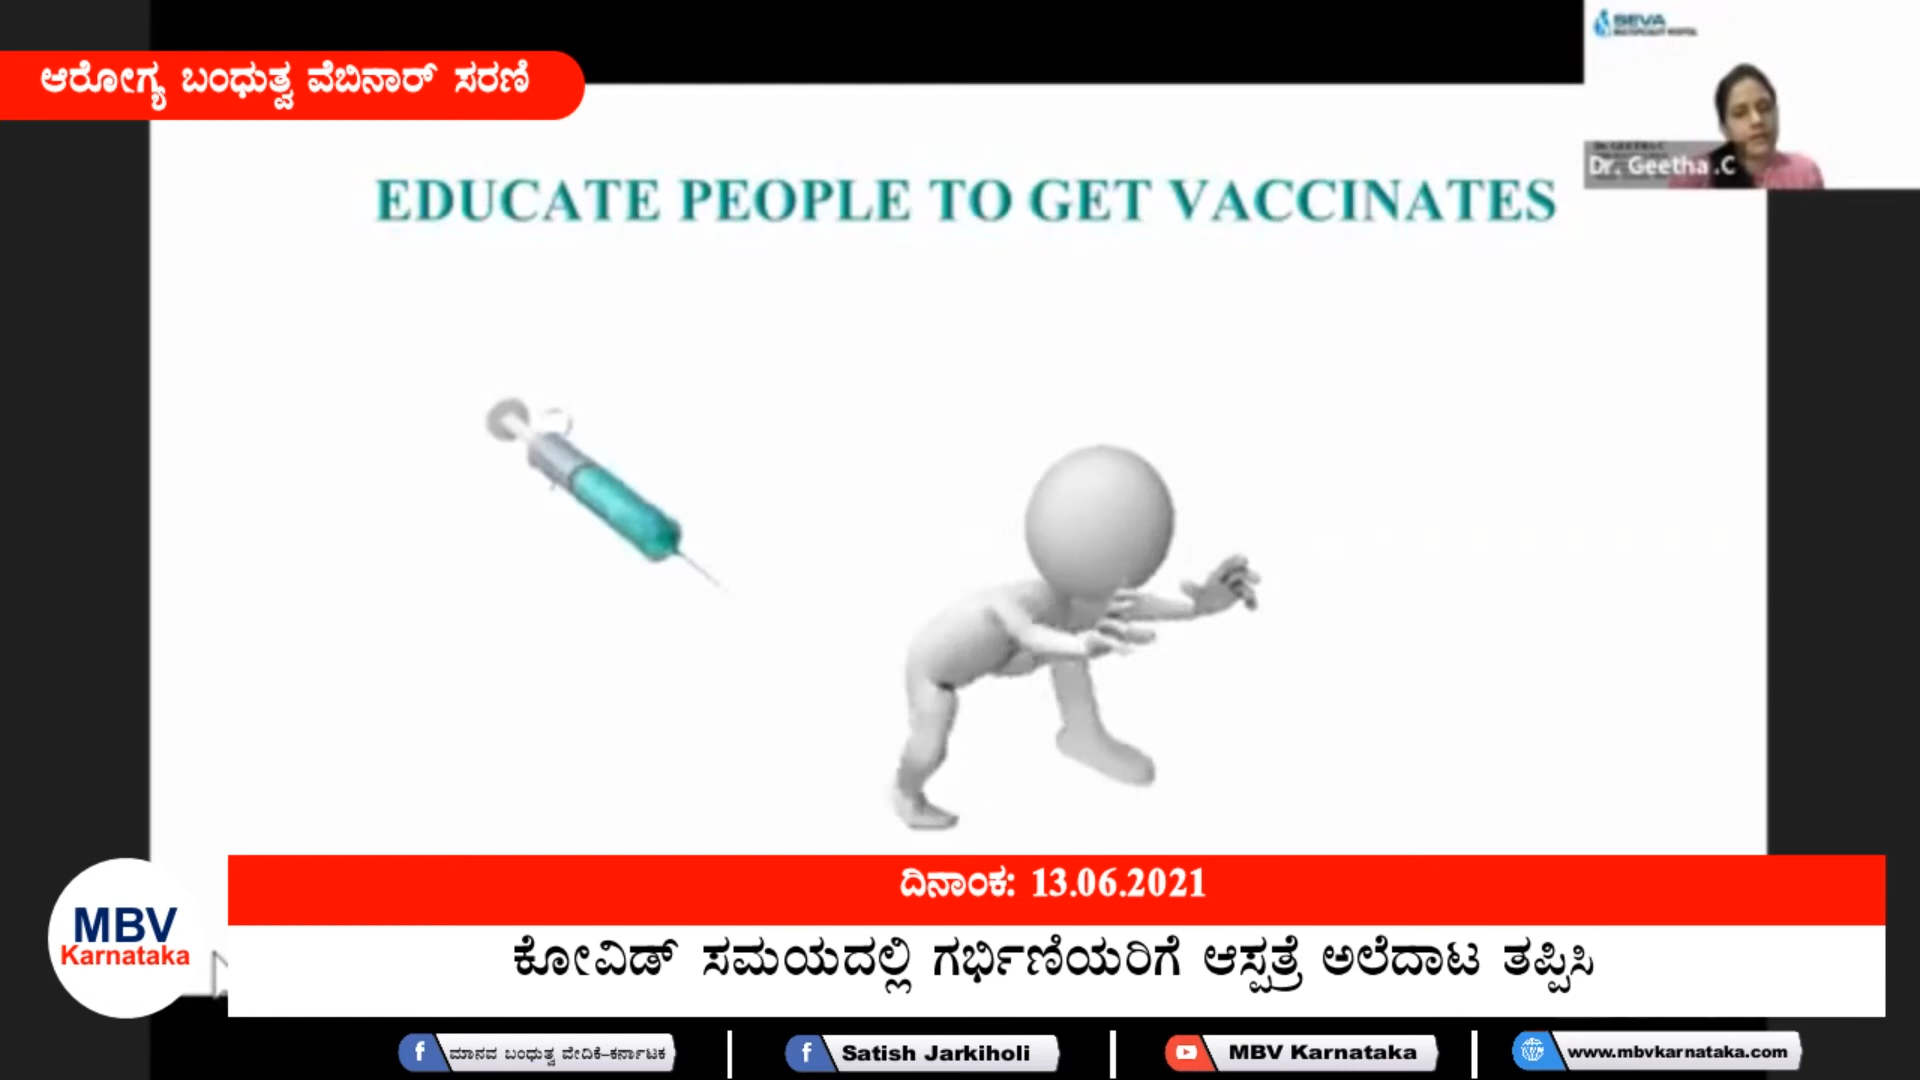 SEVA
ಆರೋಗ್ಯ ಬಂಧುತ್ವ ವೆಬಿನಾರ್ ಸರಣಿ
Dr. Geetha .C
EDUCATE PEOPLE TO GET VACCINATES
ದಿನಾಂಕ: 13.06.2021
MBV
Karnataka
ಕೋವಿಡ್ ಸಮಯದಲ್ಲಿ ಗರ್ಭಿಣಿಯರಿಗೆ ಆಸ್ಪತ್ರೆ ಅಲೆದಾಟ ತಪ್ಪಿಸಿ
ಮಾನವ ಬಂಧುತ್ವ ವೇದಿಕೆ-ಕರ್ನಾಟಕ
Satish Jarkiholi
MBV Karnataka
www.mbvkarnataka.com